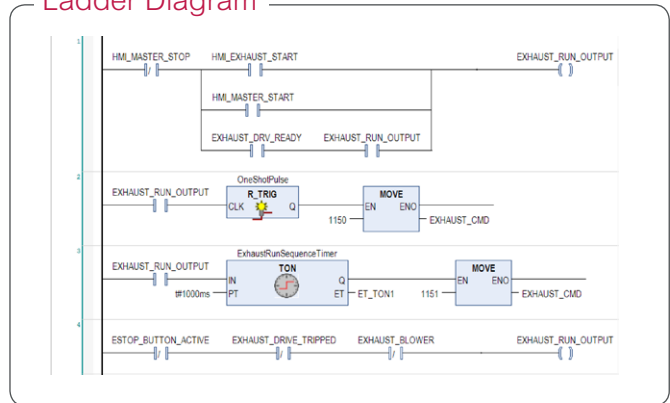 Ladder Diagram
1
HMI_MASTER_STOP HMI_EXHAUST_START EXHAUST_RUN_OUTPUT
HMI_MASTER_START
EXHAUST_DRV_READY EXHAUST_RUN_OUTPUT
2
OneShotPulse
EXHAUST_RUN_OUTPUT R_TRIG MOVE
CLK Q EN ENO
1150 EXHAUST_CMD
3
ExhaustRunSequenceTimer
EXHAUST_RUN_OUTPUT TON MOVE
IN Q EN ENO
t#1000ms PT ET ET_TON1 1151 EXHAUST_CMD
4
ESTOP_BUTTON_ACTIVE EXHAUST_DRIVE_TRIPPED EXHAUST_BLOWER EXHAUST_RUN_OUTPUT